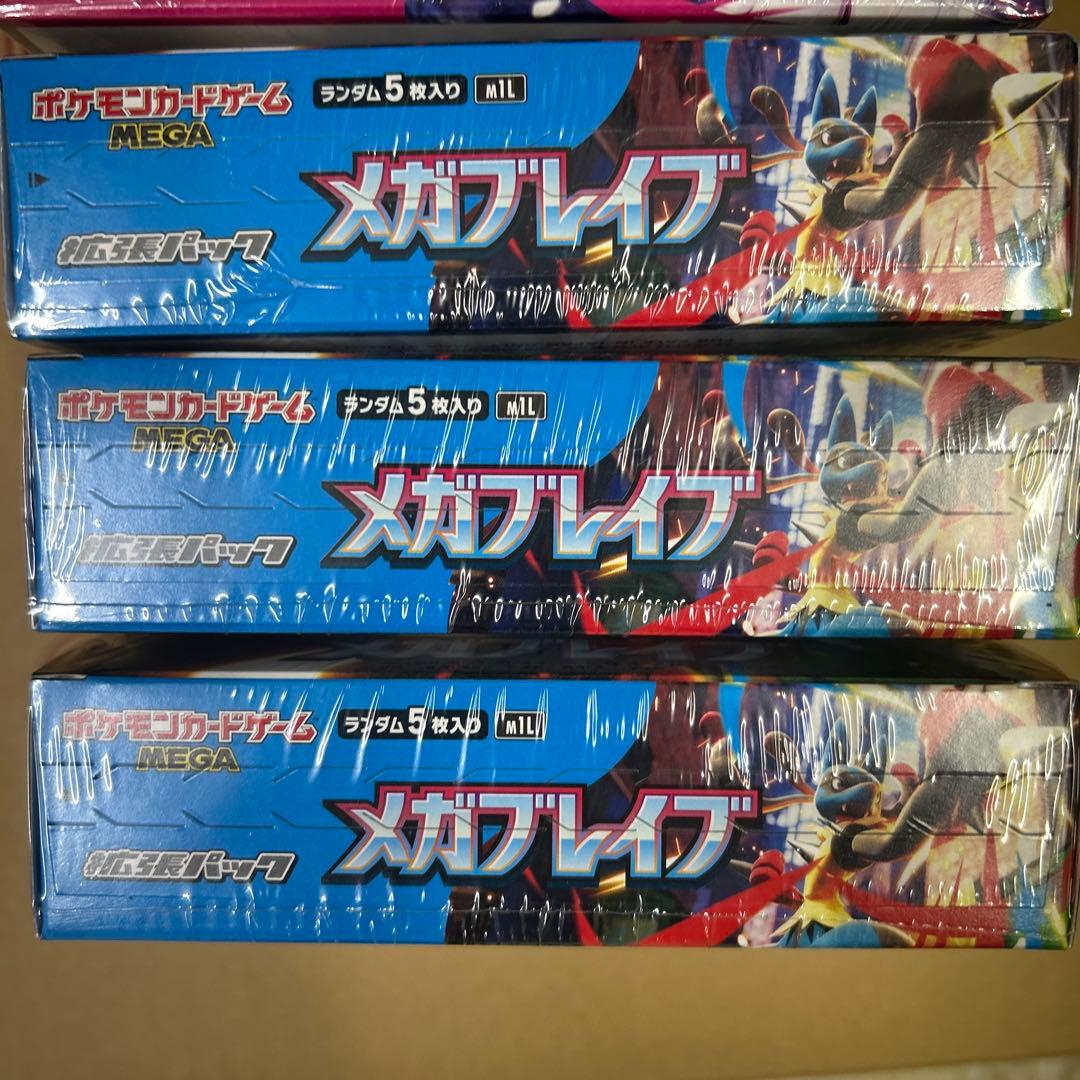 ポケモンカードゲーム
MEGA
ランダム5枚入り M1L
メガブレイブ
拡張パック
ポケモンカードゲーム
MEGA
ランダム5枚入り M1L
メガブレイブ
拡張パック
ポケモンカードゲーム
MEGA
ランダム5枚入り M1L
メガブレイブ
拡張パック